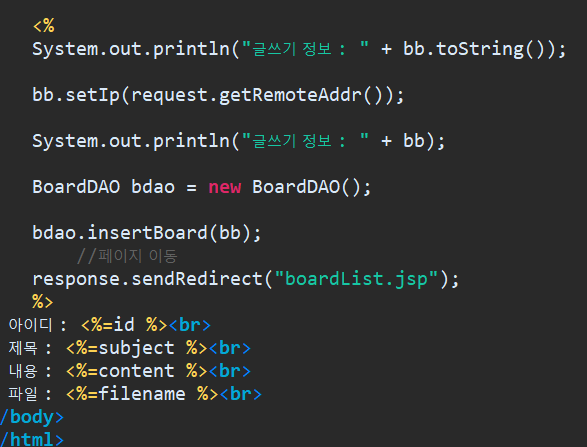 <%
System.out.println("글쓰기 정보 : " + bb.toString());
bb.setIp(request.getRemoteAddr());
System.out.println("글쓰기 정보 : " + bb);
BoardDAO bdao = new BoardDAO();
bdao.insertBoard(bb);
//페이지 이동
response.sendRedirect("boardList.jsp");
%>
아이디 : <%=id %><br>
제목 : <%=subject %><br>
내용 : <%=content %><br>
파일 : <%=filename %><br>
/body>
/html>